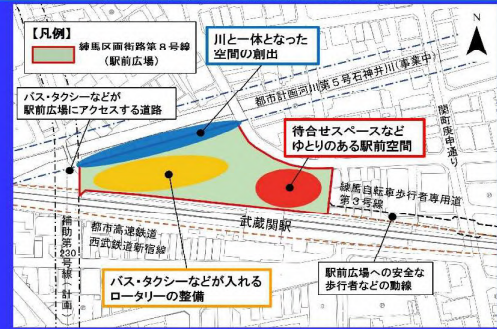 【凡例】
練馬区画街路第8号線
(駅前広場)
川と一体となった
空間の創出
N
バス・タクシーなどが
駅前広場にアクセスする道路
都市計画河川第5号石神井川(事業中)
関町庚申通り
待合せスペースなど
ゆとりのある駅前空間
練馬自転車歩行者専用道
第3号線
武蔵関駅
補助第230号線(計画)
都市高速鉄道
西武鉄道新宿線
バス・タクシーなどが入れる
ロータリーの整備
駅前広場への安全な
歩行者などの動線